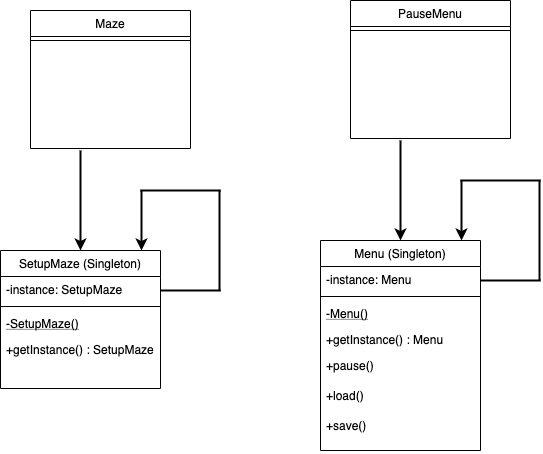 Maze
SetupMaze (Singleton)
-instance: SetupMaze
-SetupMaze()
+getInstance() : SetupMaze
PauseMenu
Menu (Singleton)
-instance: Menu
-Menu()
+getInstance() : Menu
+pause()
+load()
+save()